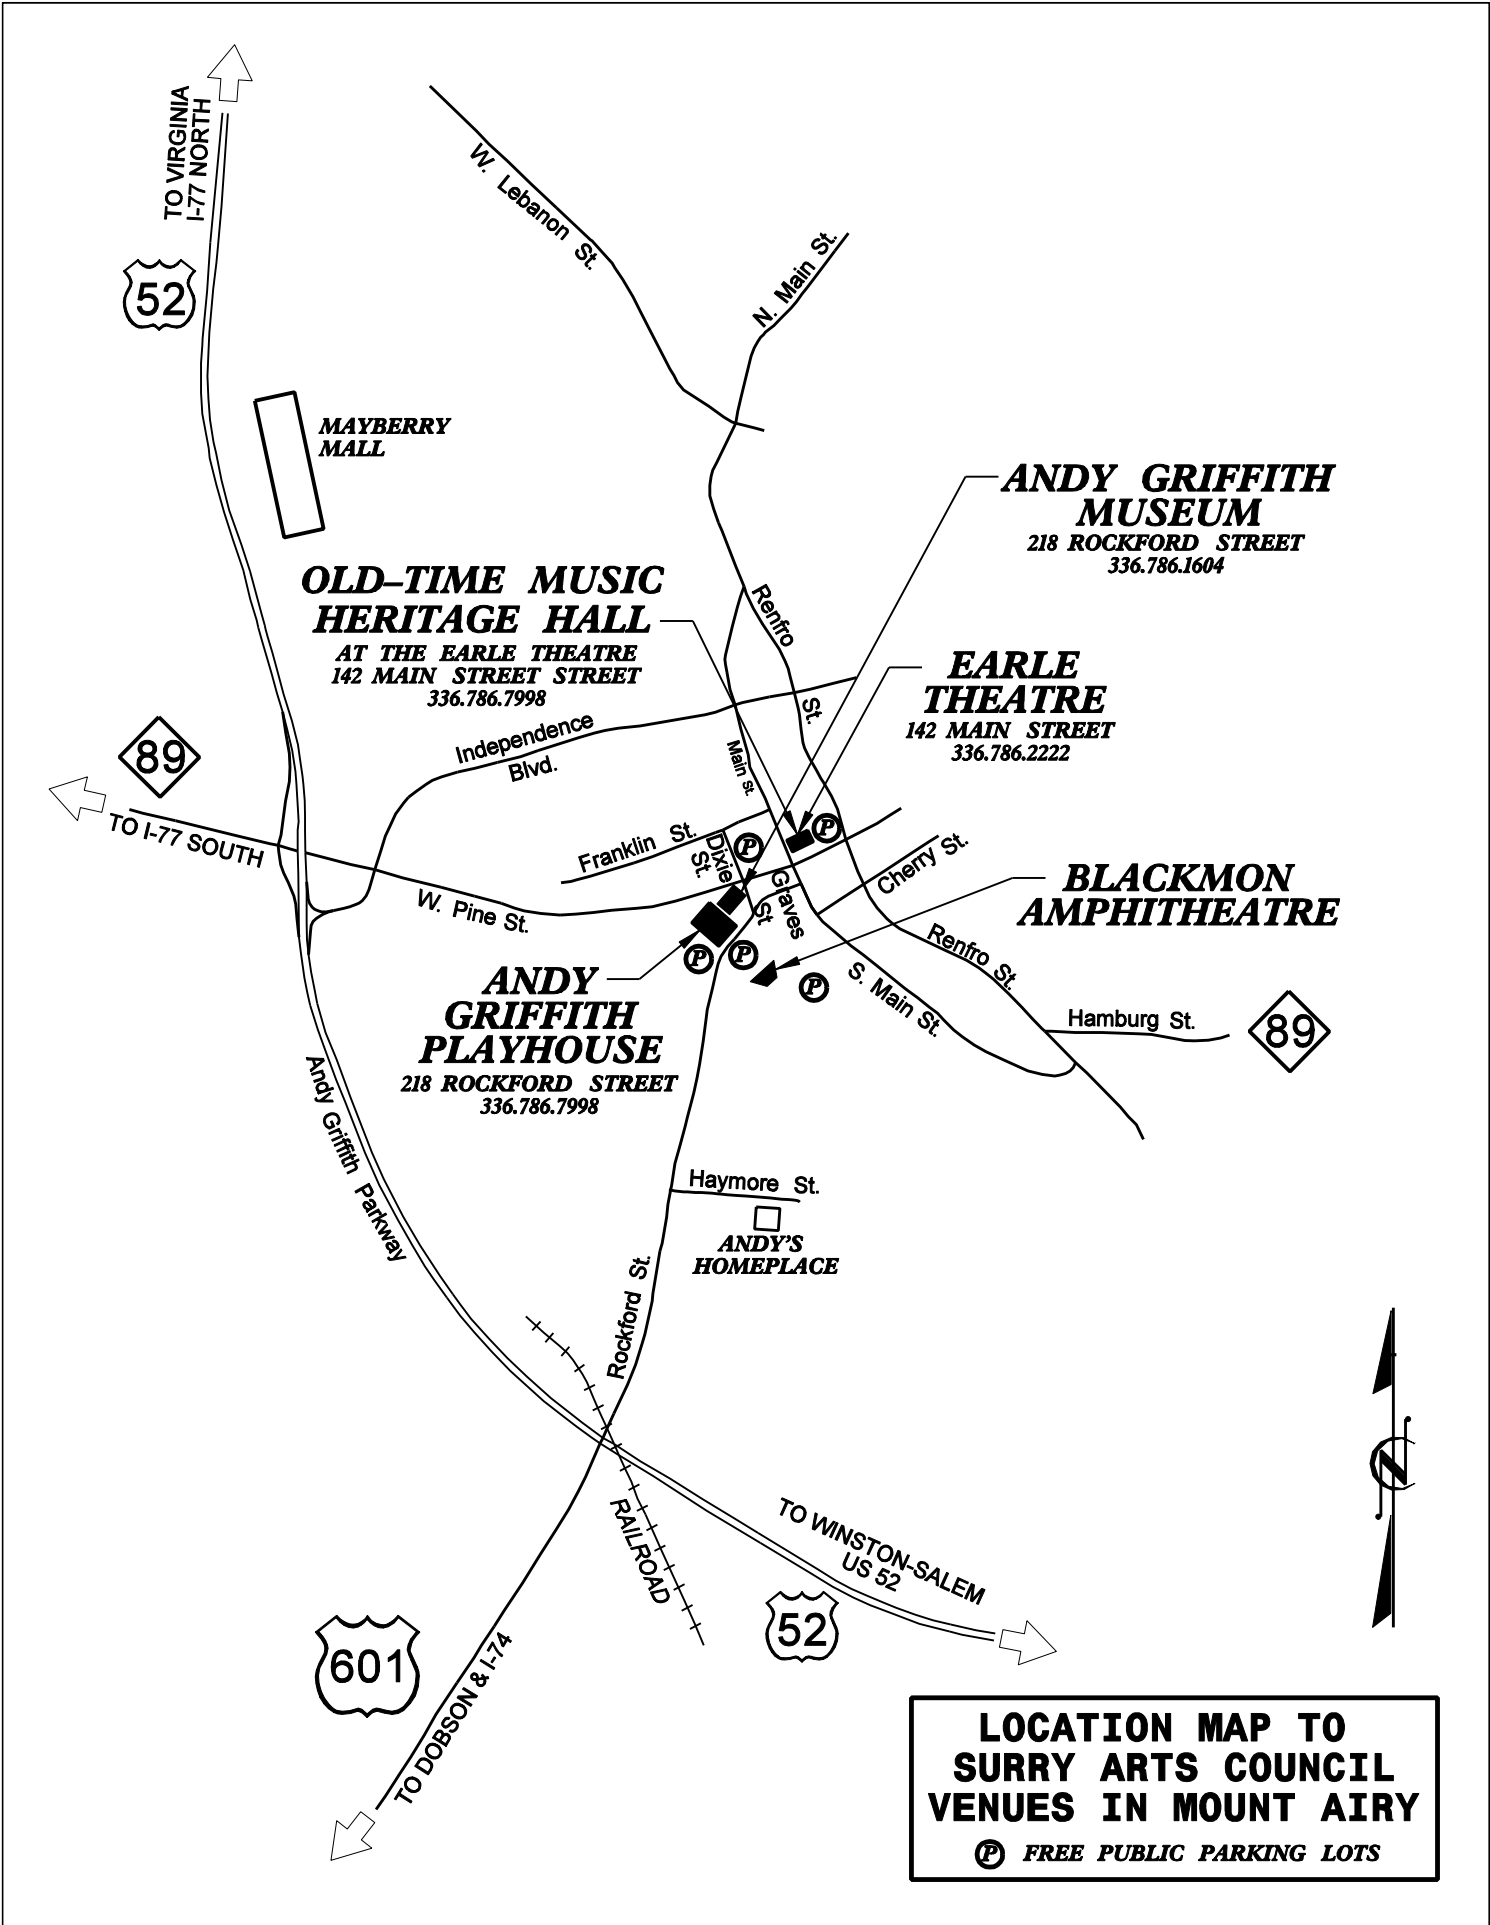 TO VIRGINIA
I-77 NORTH
52
W. Lebanon St.
N. Main St.
MAYBERRY
MALL
ANDY GRIFFITH
MUSEUM
218 ROCKFORD STREET
336.786.1604
OLD–TIME MUSIC
HERITAGE HALL
AT THE EARLE THEATRE
142 MAIN STREET STREET
336.786.7998
Renfro
St.
EARLE
THEATRE
142 MAIN STREET
336.786.2222
89
TO I-77 SOUTH
Independence
Blvd.
Main St.
Franklin St.
Dixie
St.
P
P
Cherry St.
W. Pine St.
Graves
St
BLACKMON
AMPHITHEATRE
P
P
P
Renfro St.
S. Main St.
Hamburg St.
89
ANDY
GRIFFITH
PLAYHOUSE
218 ROCKFORD STREET
336.786.7998
Andy Griffith Parkway
Haymore St.
ANDY'S
HOMEPLACE
Rockford St.
N
RAILROAD
TO WINSTON-SALEM
US 52
52
601
TO DOBSON & I-74
LOCATION MAP TO
SURRY ARTS COUNCIL
VENUES IN MOUNT AIRY
P FREE PUBLIC PARKING LOTS